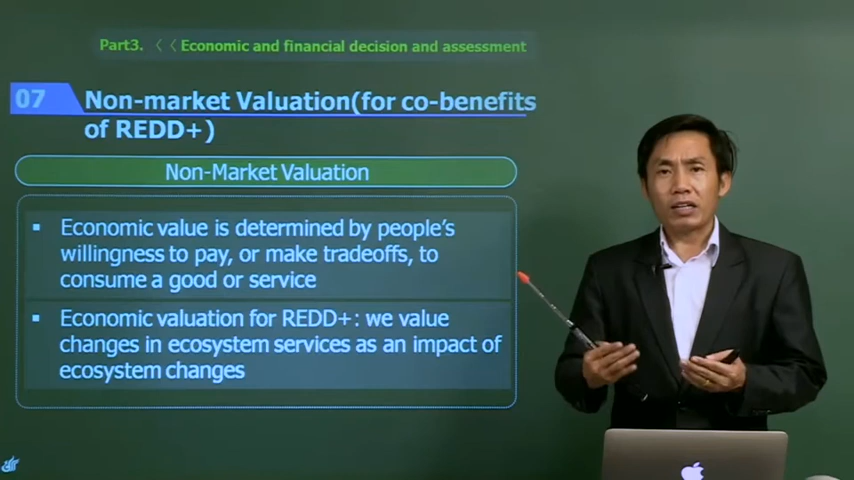 Part3. 〈〈 Economic and financial decision and assessment
07 Non-market Valuation(for co-benefits
of REDD+)
Non-Market Valuation
▪ Economic value is determined by people's
willingness to pay, or make tradeoffs, to
consume a good or service
▪ Economic valuation for REDD+: we value
changes in ecosystem services as an impact of
ecosystem changes